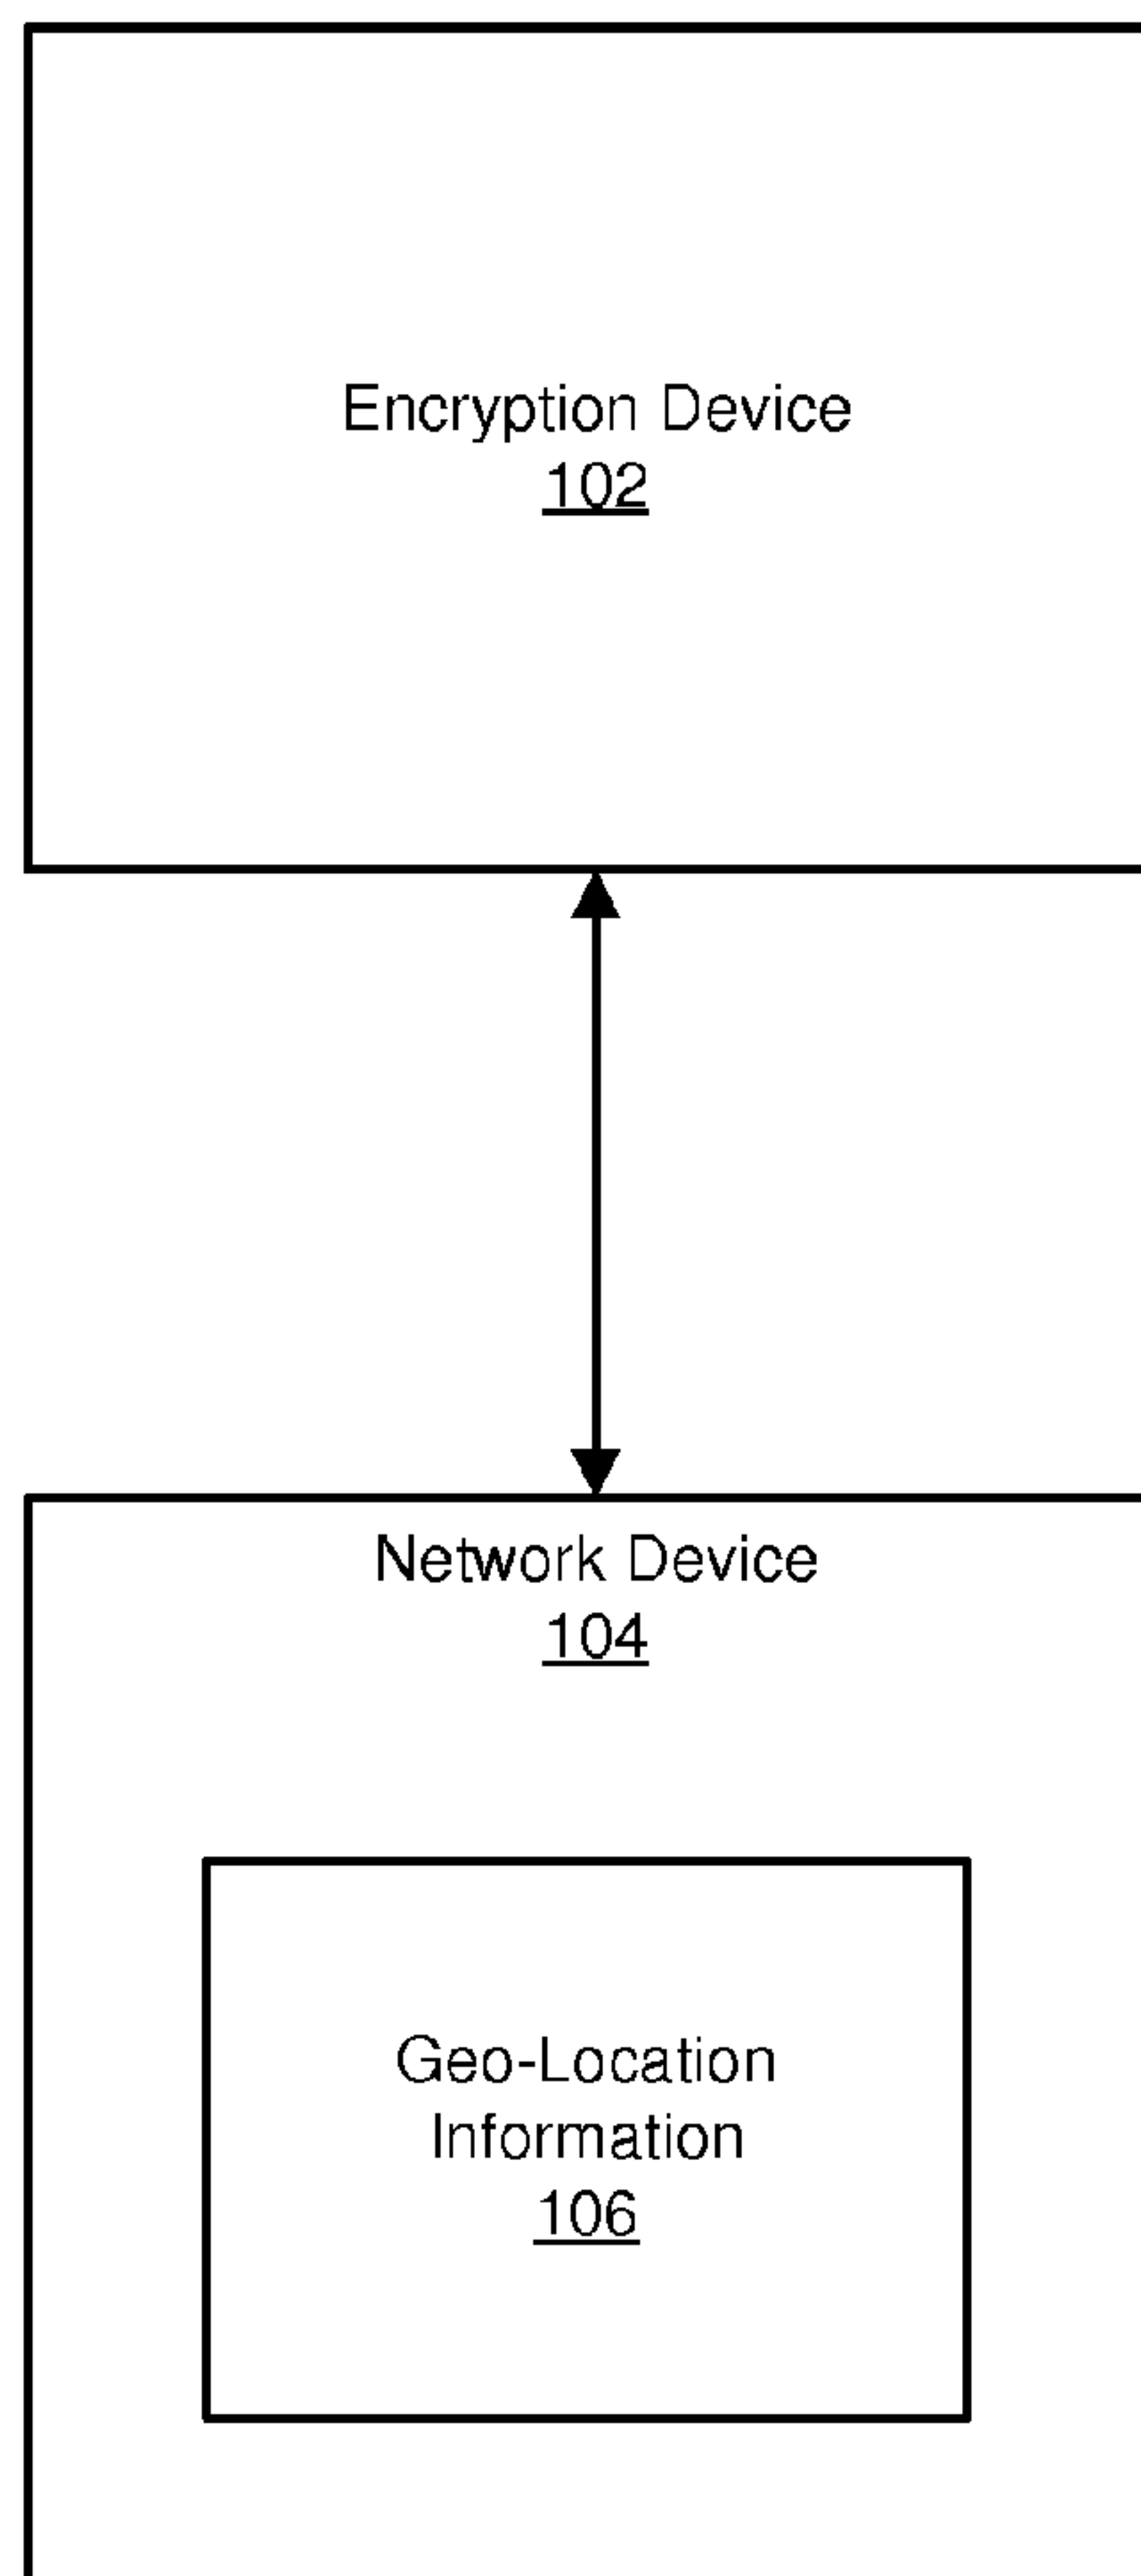 Encryption Device
102
Network Device
104
Geo-Location
Information
106